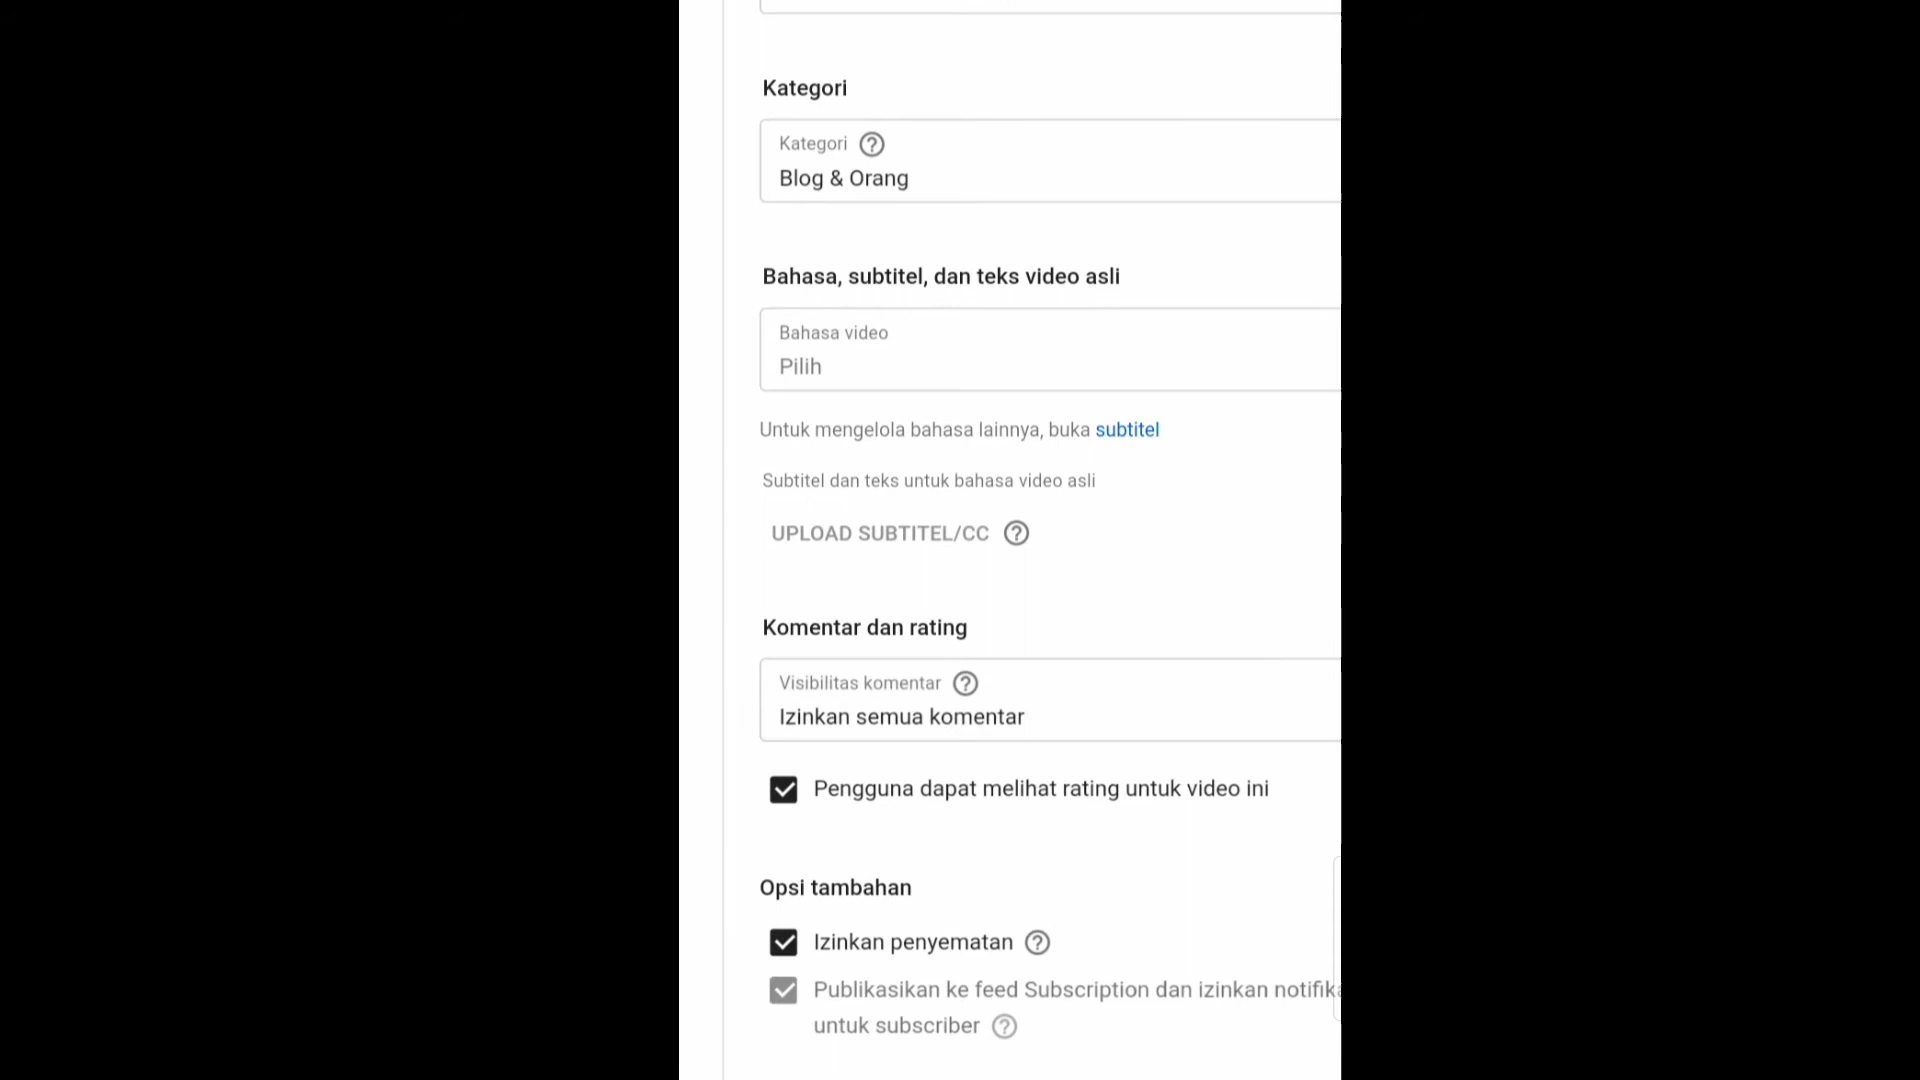 Kategori
Kategori
Blog & Orang
Bahasa, subtitel, dan teks video asli
Bahasa video
Pilih
Untuk mengelola bahasa lainnya, buka subtitel
Subtitel dan teks untuk bahasa video asli
UPLOAD SUBTITEL/CC
Komentar dan rating
Visibilitas komentar
Izinkan semua komentar
Pengguna dapat melihat rating untuk video ini
Opsi tambahan
Izinkan penyematan
Publikasikan ke feed Subscription dan izinkan
untuk subscriber